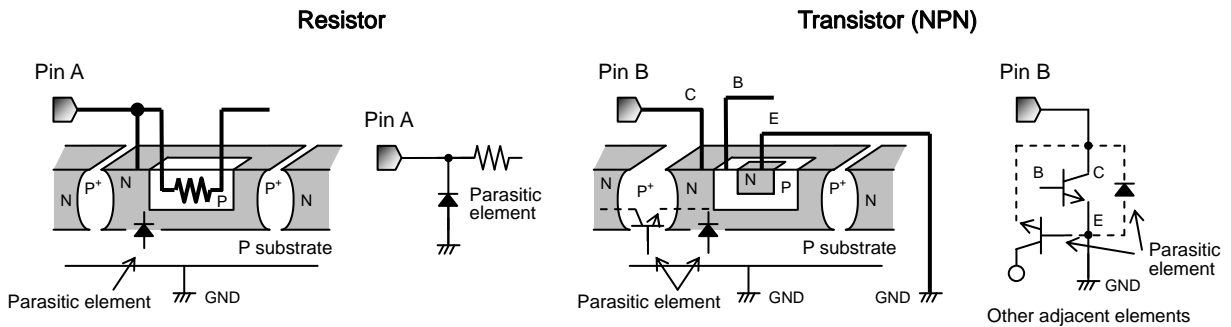 Resistor
Pin A
N
P+
N
P
P+
N
P substrate
Parasitic element
GND
Pin A
Parasitic
element
Transistor (NPN)
Pin B
C
B
E
N
P+
N
N
P
P+
N
P substrate
Parasitic element
GND
GND
Pin B
B
C
E
Parasitic
element
GND
Other adjacent elements